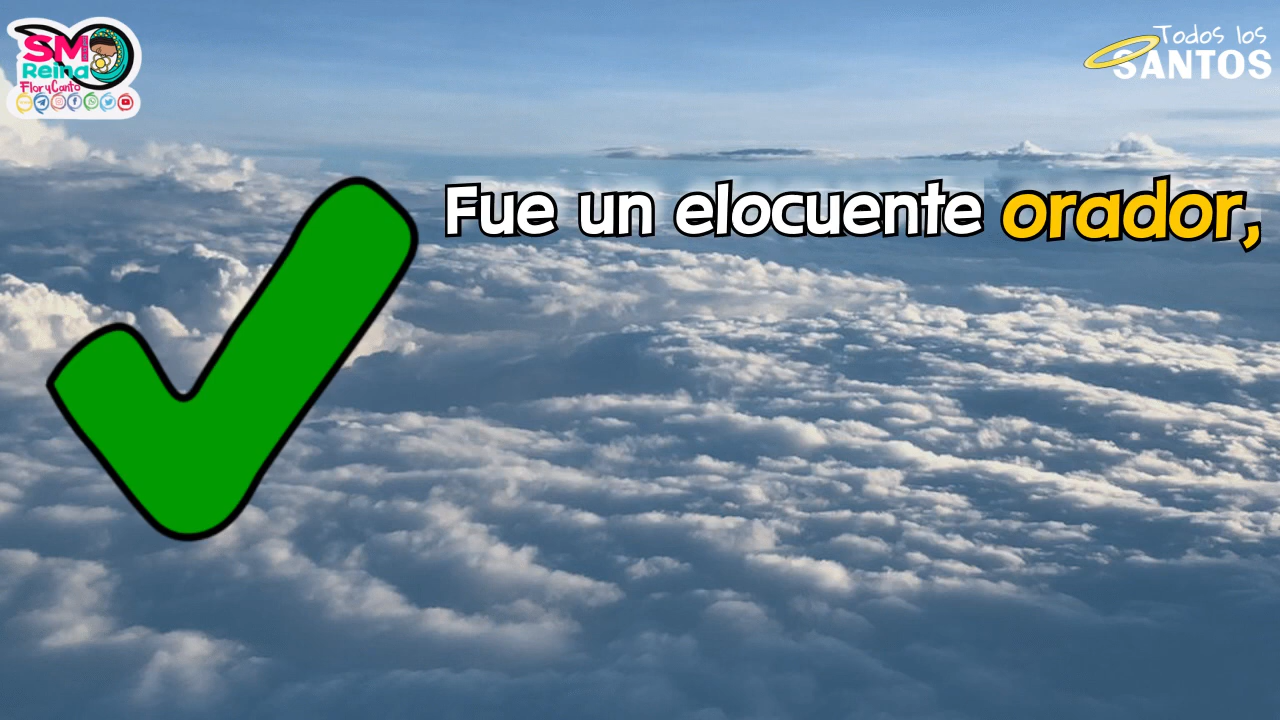 SM
Reina
Flor y Canto
Todos los
SANTOS
Fue un elocuente orador,